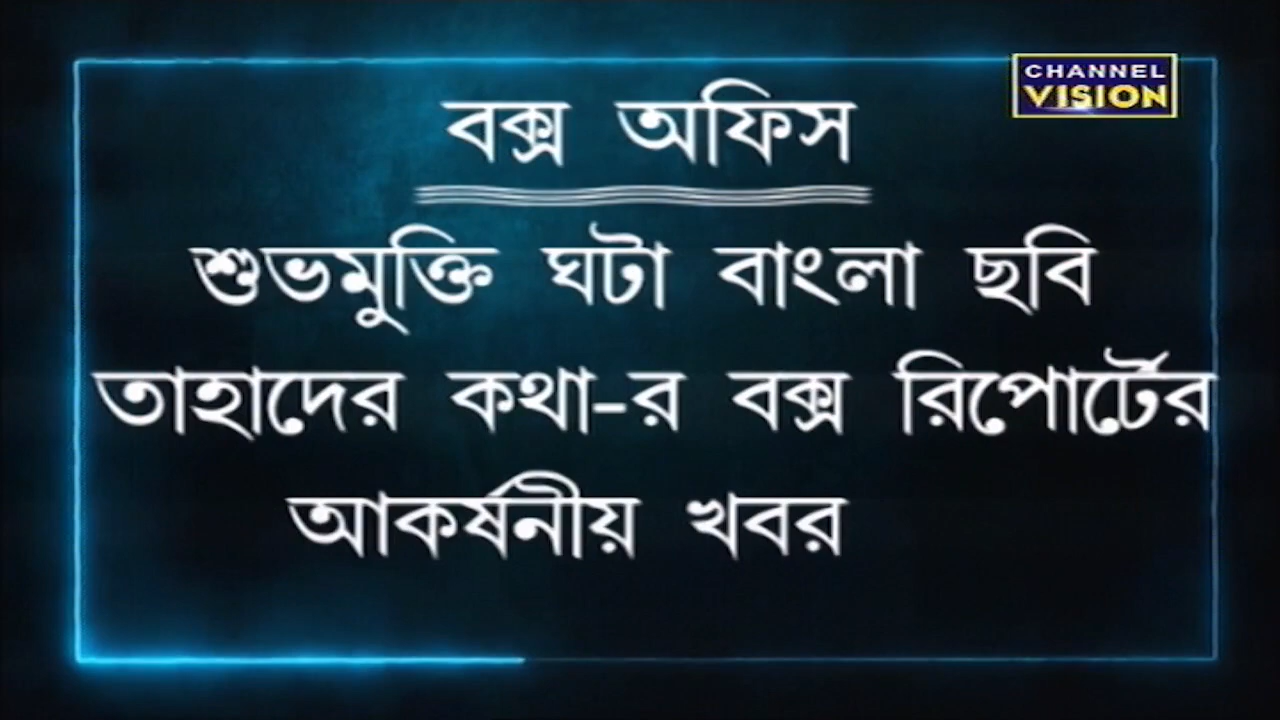 CHANNEL
VISION
বক্স অফিস
শুভমুক্তি ঘটা বাংলা ছবি
তাহাদের কথা-র বক্স রিপোর্টের
আকর্ষনীয় খবর